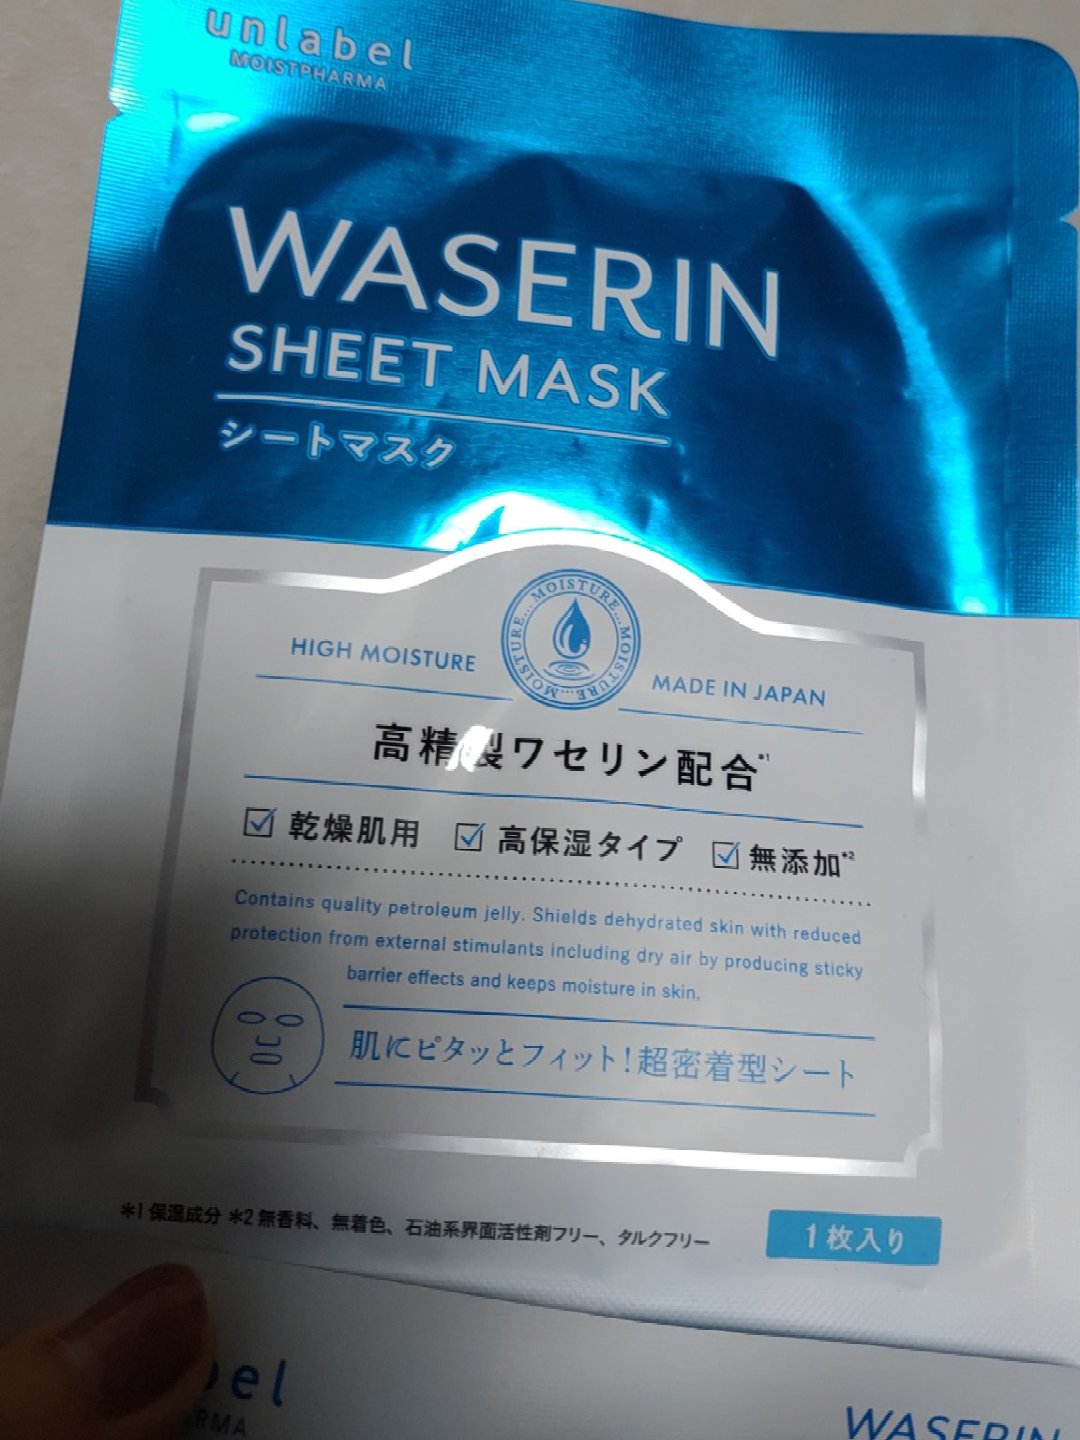 unlabel
MOISTPHARMA
WASERIN
SHEET MASK
シートマスク
MOISTURE...MOISTURE...MOISTURE...MOISTURE...
HIGH MOISTURE
MADE IN JAPAN
高精製ワセリン配合*1
乾燥肌用 高保湿タイプ 無添加*2
Contains quality petroleum jelly. Shields dehydrated skin with reduced
protection from external stimulants including dry air by producing sticky
barrier effects and keeps moisture in skin.
肌にピタッとフィット!超密着型シート
*1 保湿成分 *2 無香料、無着色、石油系界面活性剤フリー、タルクフリー
1枚入り
bel
RMA
WASERIN